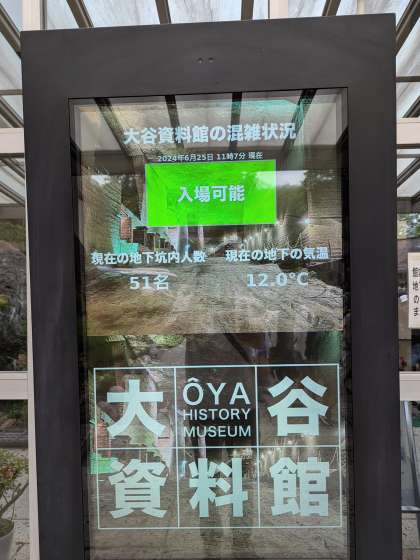 大谷資料館の混雑状況
2024年6月25日 11時7分 現在
入場可能
現在の地下坑内人数 現在の地下の気温
51名 12.0℃
大 ÔYA HISTORY MUSEUM 谷
資料館